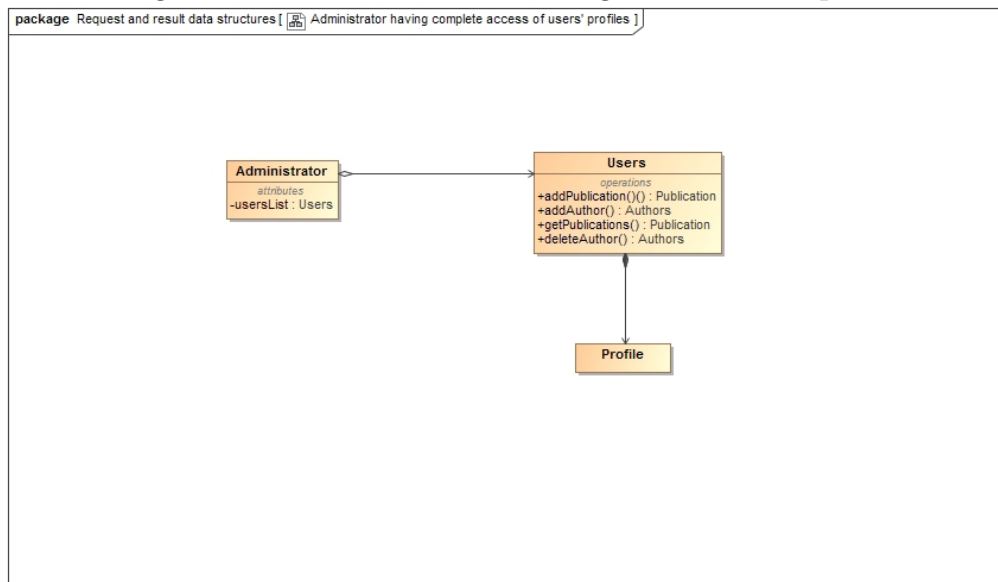 package Request and result data structures [ Administrator having complete access of users' profiles ]
Administrator
attributes
-usersList : Users
Users
operations
+addPublication()() : Publication
+addAuthor() : Authors
+getPublications() : Publication
+deleteAuthor() : Authors
Profile